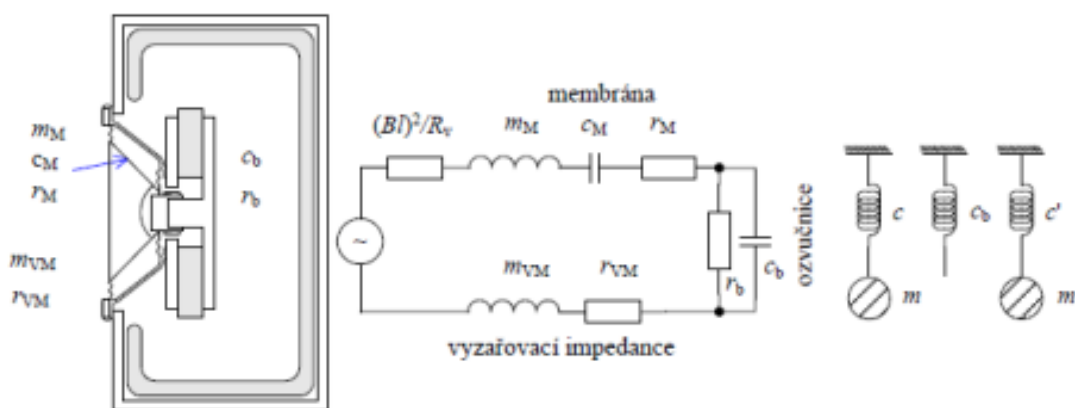 m_M
c_M
r_M
m_VM
r_VM
c_b
r_b
membrána
(Bl)²/R_v m_M c_M r_M
~
r_b
c_b
ozvučnice
m_VM r_VM
vyzařovací impedance
c c_b c'
m m